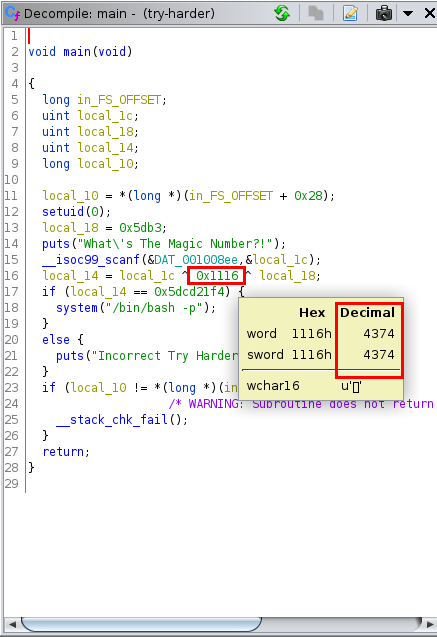 Decompile: main - (try-harder)
1
2 void main(void)
3
4 {
5 long in_FS_OFFSET;
6 uint local_1c;
7 uint local_18;
8 uint local_14;
9 long local_10;
10
11 local_10 = *(long *)(in_FS_OFFSET + 0x28);
12 setuid(0);
13 local_18 = 0x5db3;
14 puts("What\'s The Magic Number?!");
15 __isoc99_scanf(&DAT_001008ee,&local_1c);
16 local_14 = local_1c ^ 0x1116 ^ local_18;
17 if (local_14 == 0x5dcd21f4) {
18 system("/bin/bash -p");
19 }
20 else {
21 puts("Incorrect Try Harder
22 }
23 if (local_10 != *(long *)(in
24 /* WARNING: Subroutine does not return
25 __stack_chk_fail();
26 }
27 return;
28 }
29
Hex Decimal
word 1116h 4374
sword 1116h 4374
wchar16 u'▯'